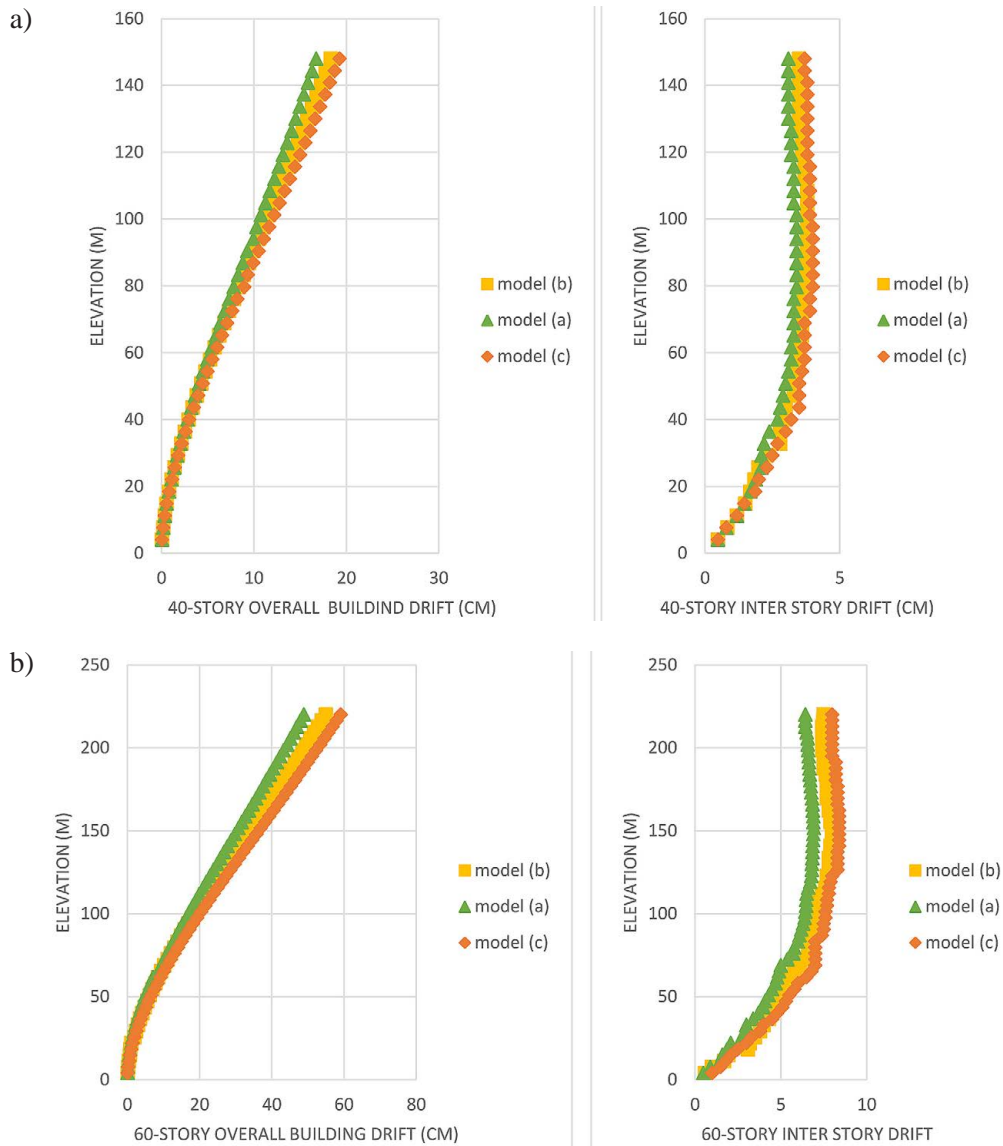 a)
160
140
120
100
80
60
40
20
0
ELEVATION (M)
0 10 20 30
40-STORY OVERALL BUILDIND DRIFT (CM)
model (b)
model (a)
model (c)
160
140
120
100
80
60
40
20
0
ELEVATION (M)
0 5
40-STORY INTER STORY DRIFT (CM)
model (b)
model (a)
model (c)
b)
250
200
150
100
50
0
ELEVATION (M)
0 20 40 60 80
60-STORY OVERALL BUILDING DRIFT (CM)
model (b)
model (a)
model (c)
250
200
150
100
50
0
ELEVATION (M)
0 5 10
60-STORY INTER STORY DRIFT
model (b)
model (a)
model (c)